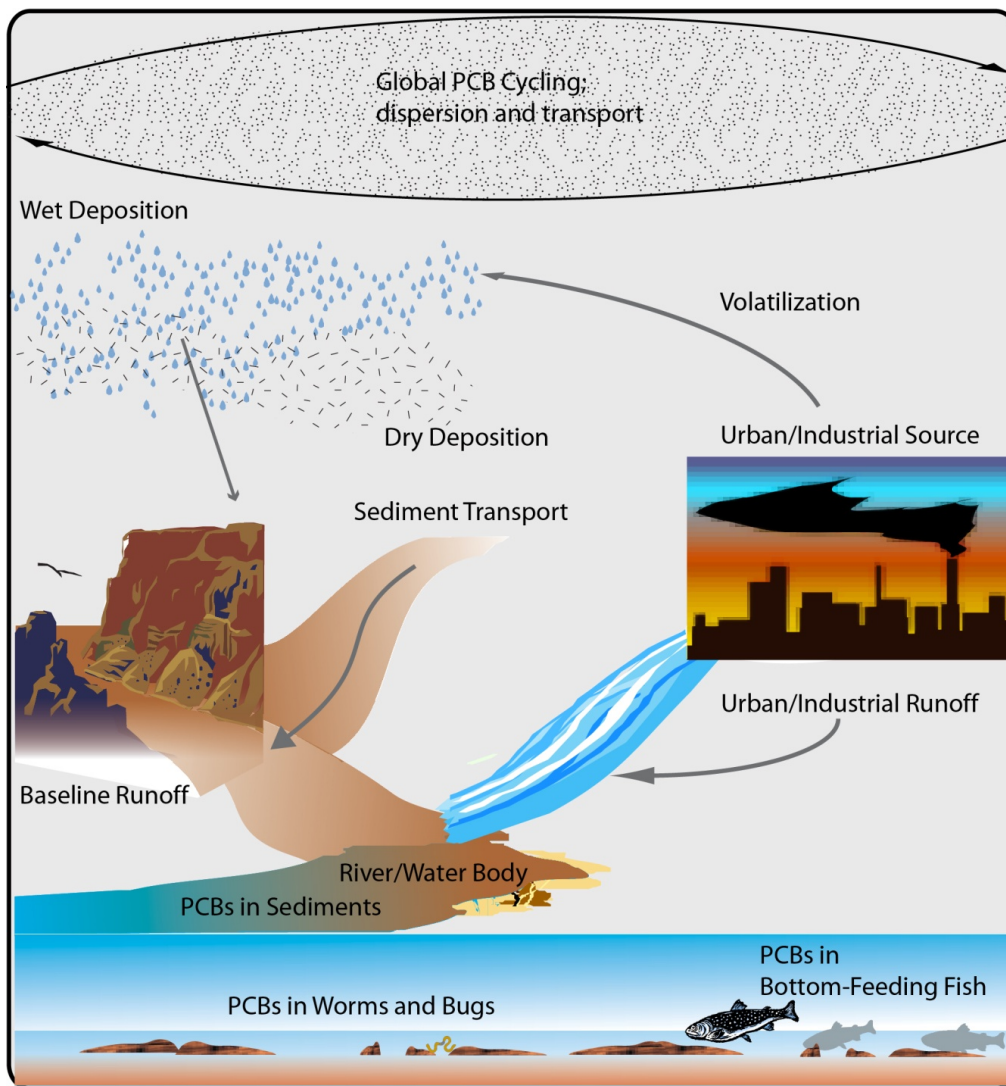 Global PCB Cycling;
dispersion and transport
Wet Deposition
Volatilization
Dry Deposition
Urban/Industrial Source
Sediment Transport
Urban/Industrial Runoff
Baseline Runoff
River/Water Body
PCBs in Sediments
PCBs in
Bottom-Feeding Fish
PCBs in Worms and Bugs